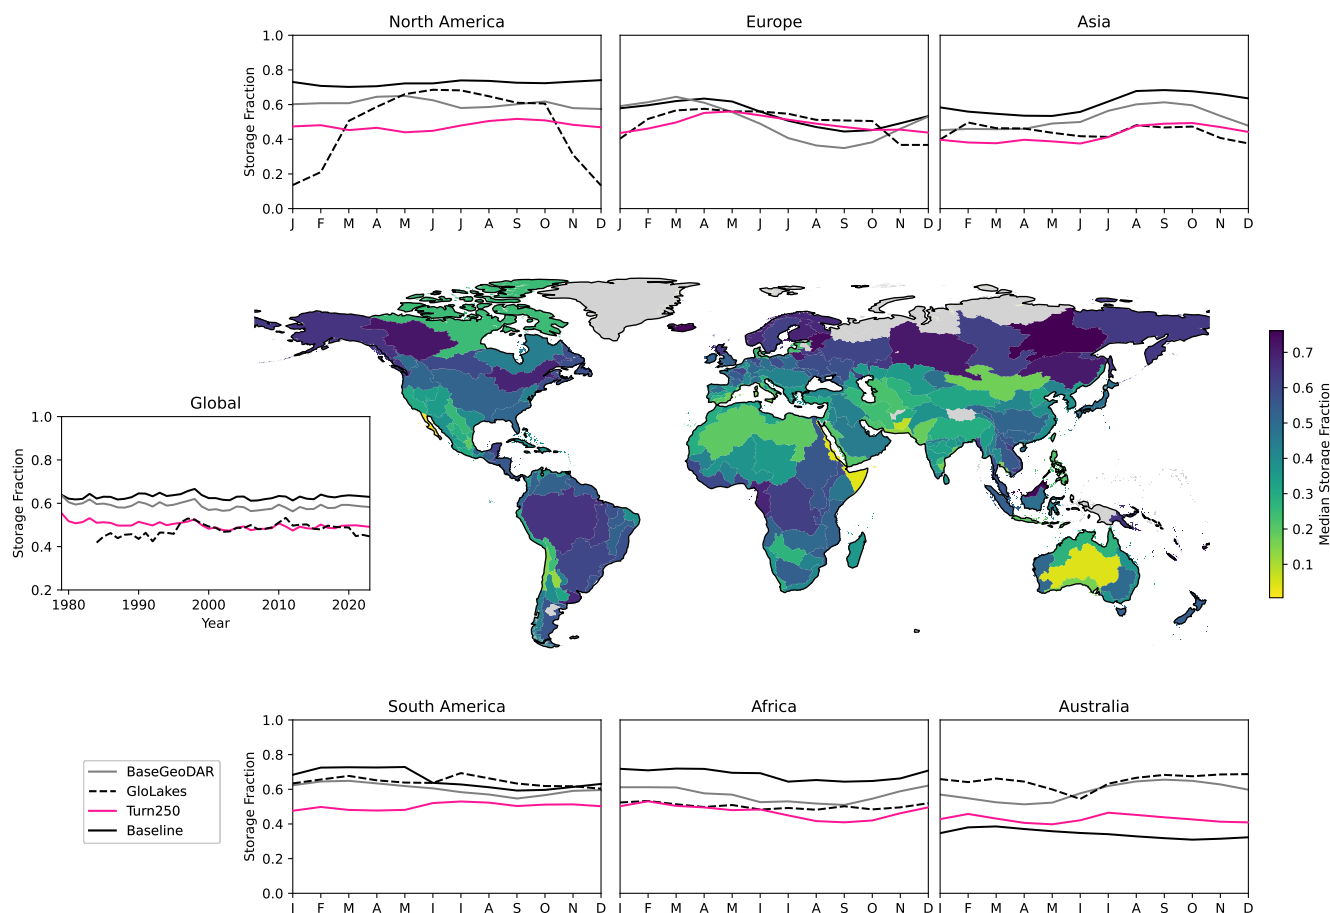 North America
Europe
Asia
1.0
0.8
0.6
0.4
0.2
0.0
Storage Fraction
J F M A M J J A S O N D
J F M A M J J A S O N D
J F M A M J J A S O N D
Global
1.0
0.8
0.6
0.4
0.2
Storage Fraction
1980 1990 2000 2010 2020
Year
0.7
0.6
0.5
0.4
0.3
0.2
0.1
Median Storage Fraction
South America
Africa
Australia
1.0
0.8
0.6
0.4
0.2
0.0
Storage Fraction
BaseGeoDAR
GloLakes
Turn250
Baseline
J F M A M J J A S O N D
J F M A M J J A S O N D
J F M A M J J A S O N D